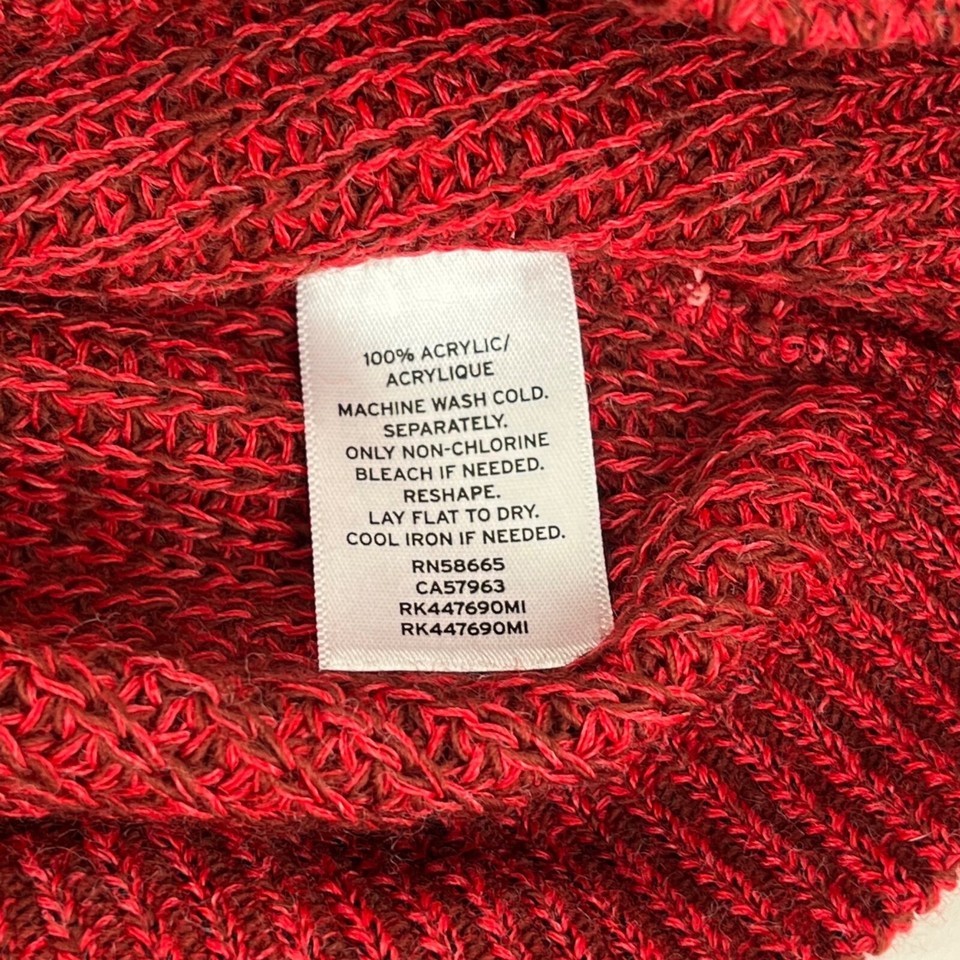 100% ACRYLIC/
ACRYLIQUE
MACHINE WASH COLD.
SEPARATELY.
ONLY NON-CHLORINE
BLEACH IF NEEDED.
RESHAPE.
LAY FLAT TO DRY.
COOL IRON IF NEEDED.
RN58665
CA57963
RK447690MI
RK447690MI